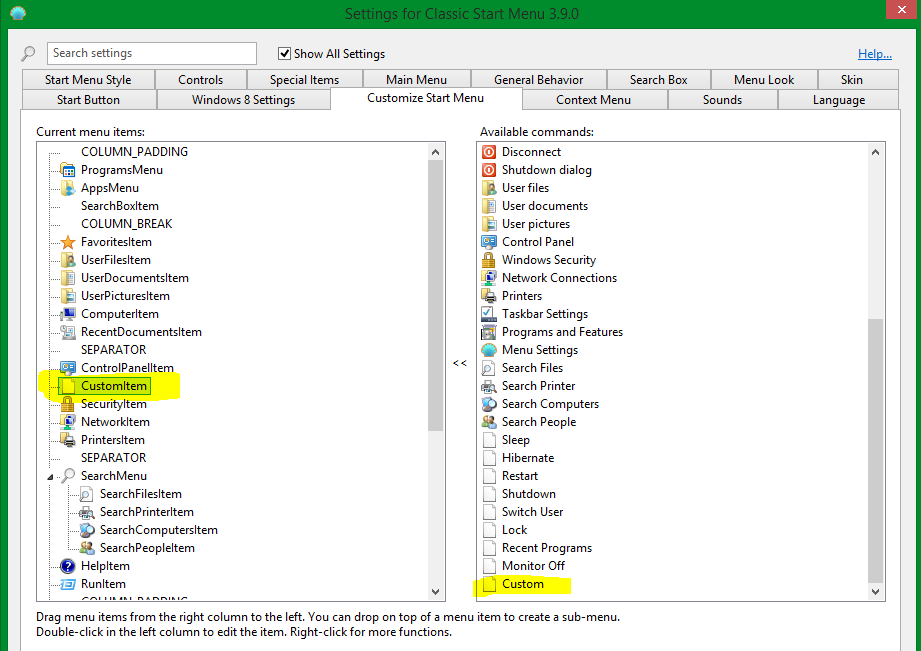 Settings for Classic Start Menu 3.9.0
Search settings
Show All Settings
Help...
Start Menu Style Controls Special Items Main Menu General Behavior Search Box Menu Look Skin
Start Button Windows 8 Settings Customize Start Menu Context Menu Sounds Language
Current menu items:
COLUMN_PADDING
ProgramsMenu
AppsMenu
SearchBoxItem
COLUMN_BREAK
FavoritesItem
UserFilesItem
UserDocumentsItem
UserPicturesItem
ComputerItem
RecentDocumentsItem
SEPARATOR
ControlPanelItem
CustomItem
SecurityItem
NetworkItem
PrintersItem
SEPARATOR
SearchMenu
SearchFilesItem
SearchPrinterItem
SearchComputersItem
SearchPeopleItem
HelpItem
RunItem
COLUMN_PADDING
<<
Available commands:
Disconnect
Shutdown dialog
User files
User documents
User pictures
Control Panel
Windows Security
Network Connections
Printers
Taskbar Settings
Programs and Features
Menu Settings
Search Files
Search Printer
Search Computers
Search People
Sleep
Hibernate
Restart
Shutdown
Switch User
Lock
Recent Programs
Monitor Off
Custom
Drag menu items from the right column to the left. You can drop on top of a menu item to create a sub-menu.
Double-click in the left column to edit the item. Right-click for more functions.